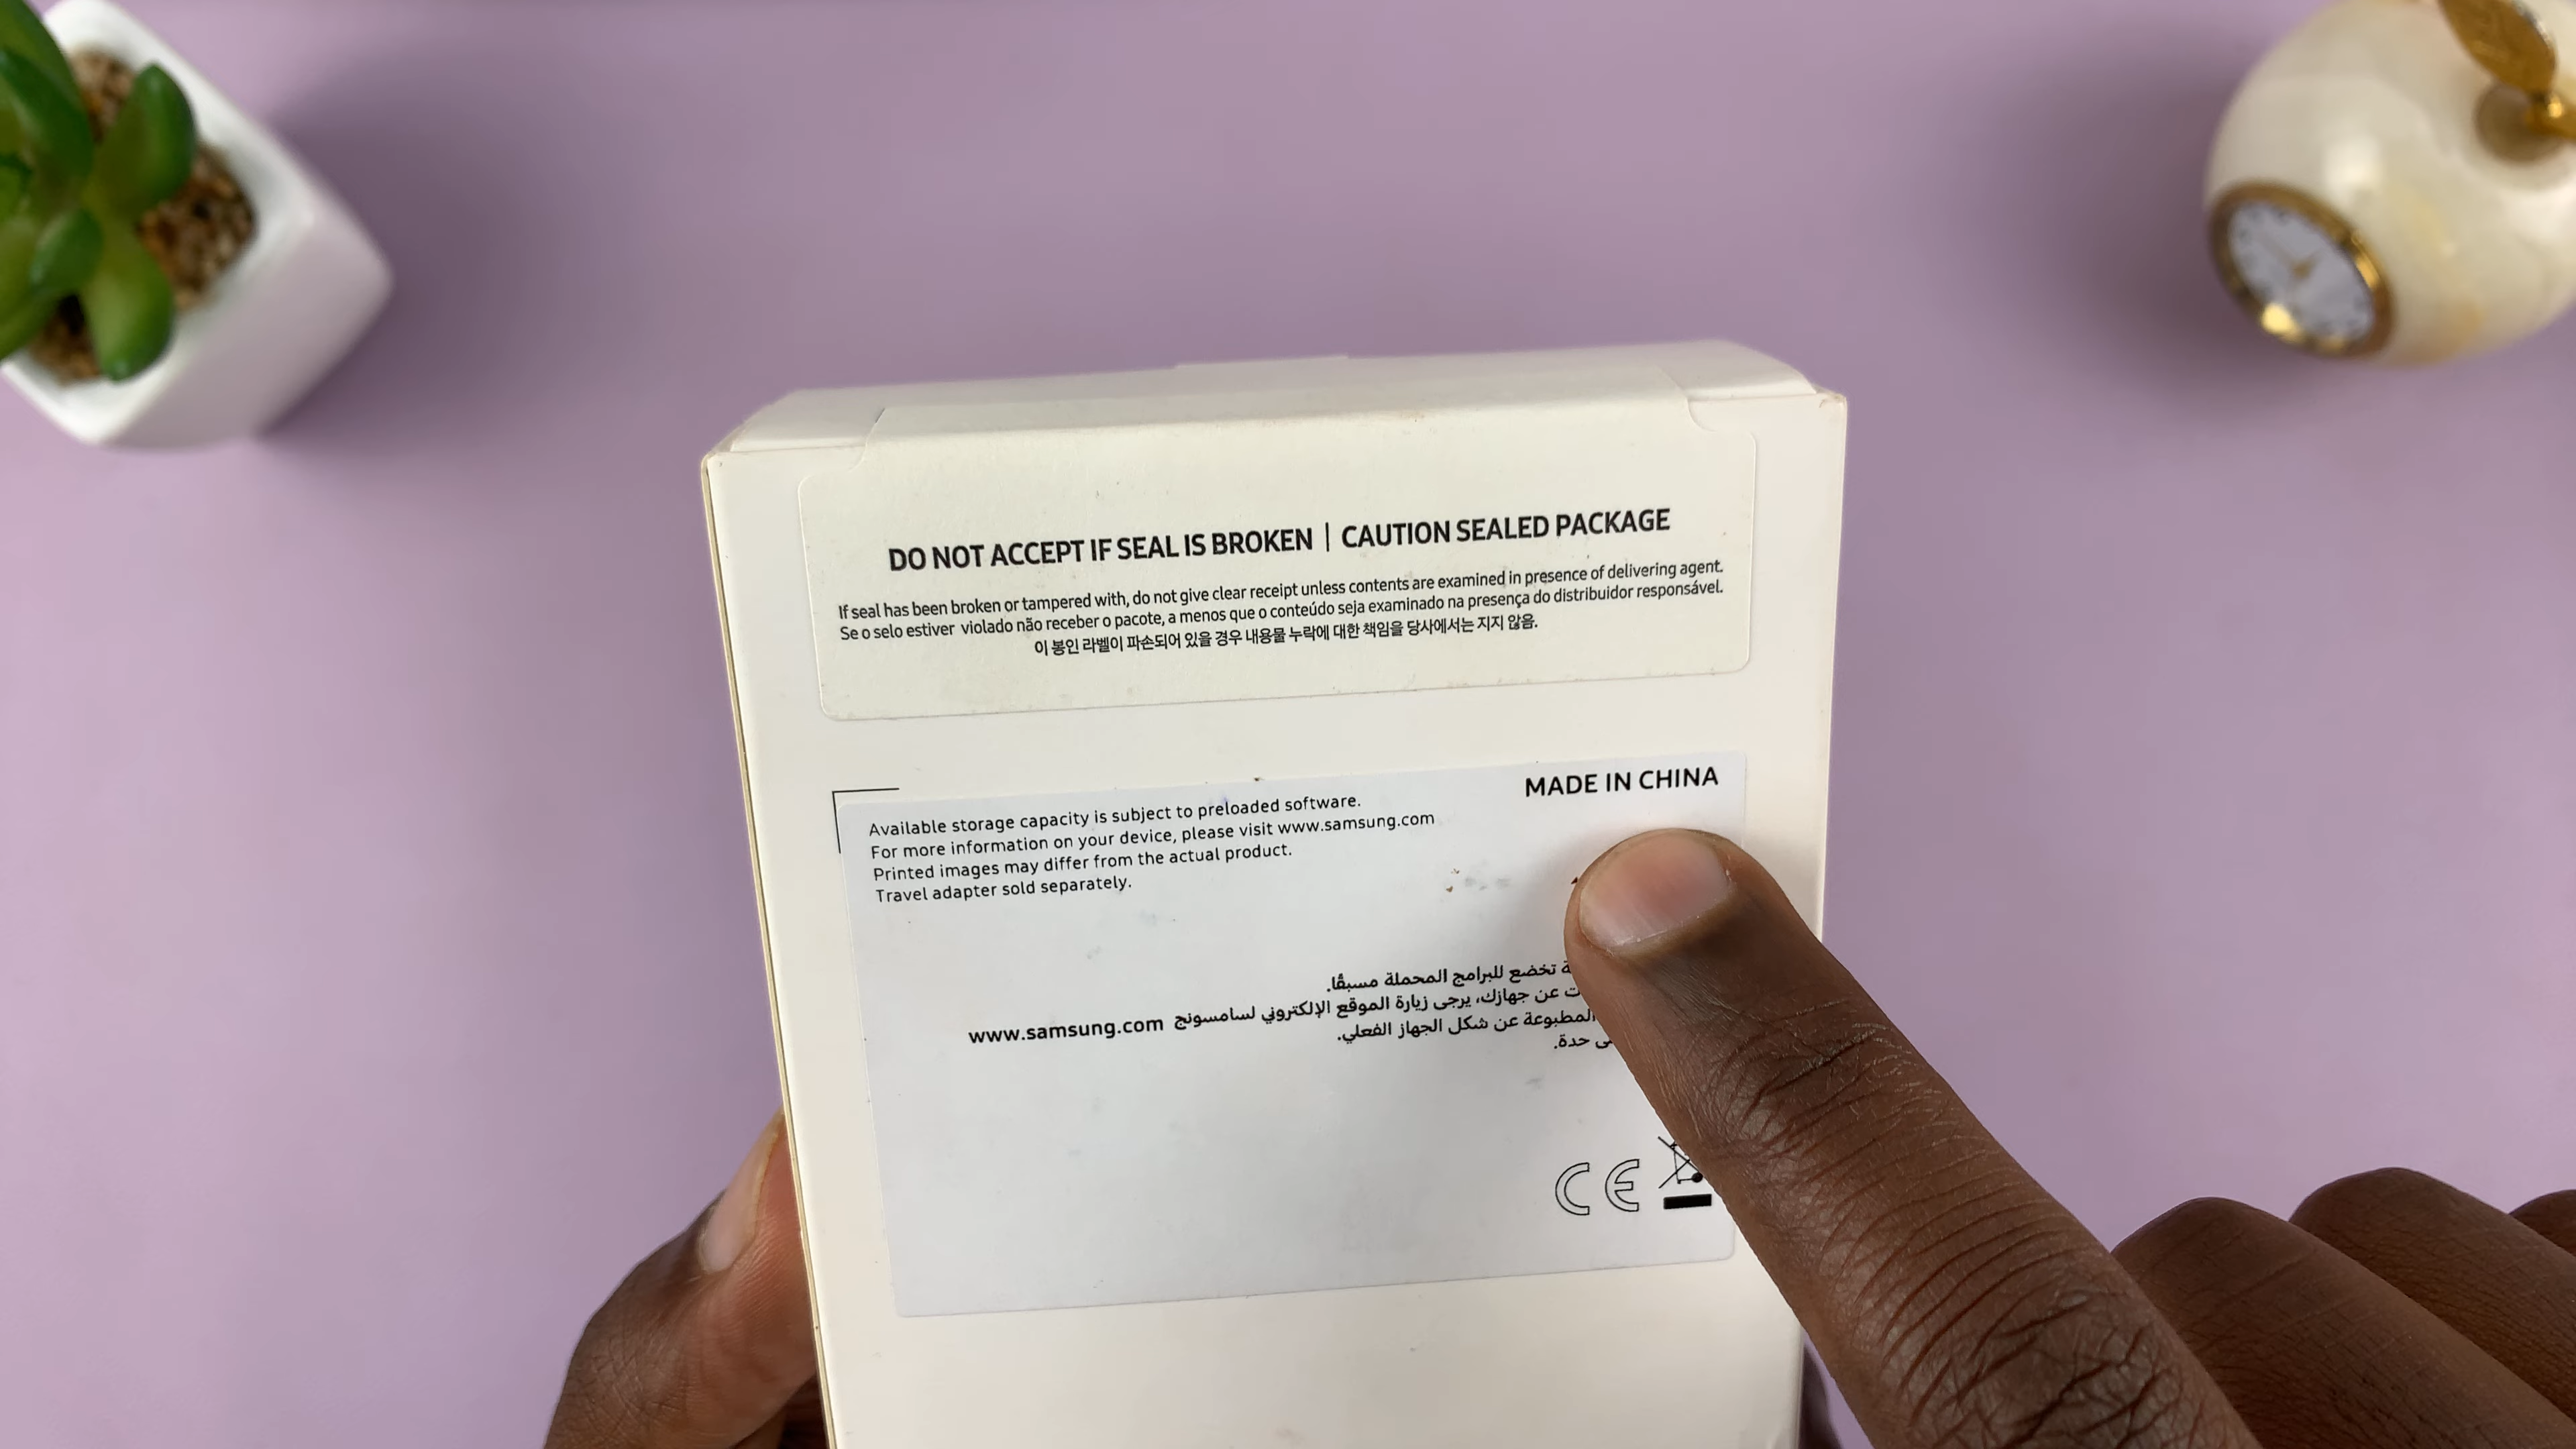 DO NOT ACCEPT IF SEAL IS BROKEN | CAUTION SEALED PACKAGE
If seal has been broken or tampered with, do not give clear receipt unless contents are examined in presence of delivering agent.
Se o selo estiver violado não receber o pacote, a menos que o conteúdo seja examinado na presença do distribuidor responsável.
이 봉인 라벨이 파손되어 있을 경우 내용물 누락에 대한 책임을 당사에서는 지지 않음.
MADE IN CHINA
Available storage capacity is subject to preloaded software.
For more information on your device, please visit www.samsung.com
Printed images may differ from the actual product.
Travel adapter sold separately.
تخضع للبرامج المحملة مسبقًا.
عن جهازك، يرجى زيارة الموقع الإلكتروني لسامسونج www.samsung.com
المطبوعة عن شكل الجهاز الفعلي.
حدة.
CE